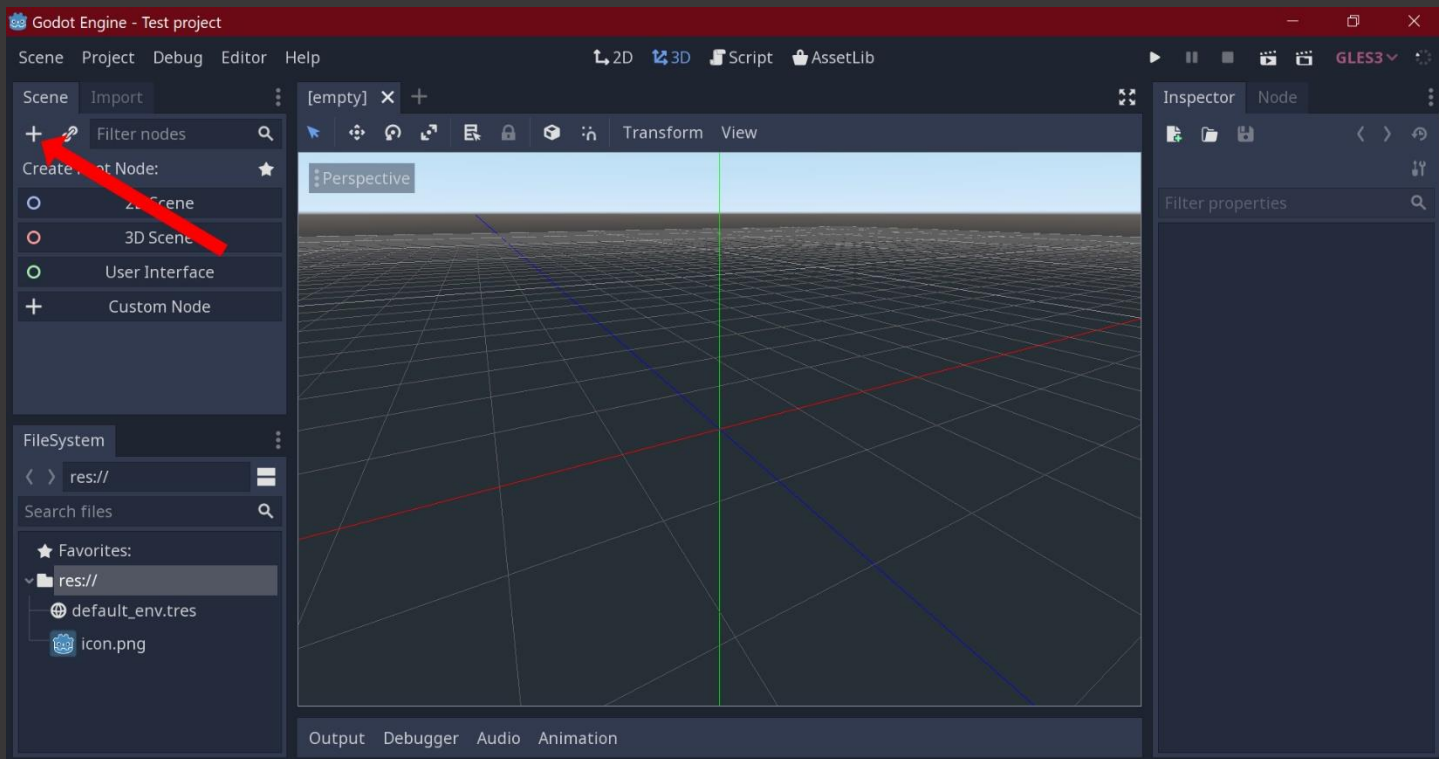 Godot Engine - Test project
Scene Project Debug Editor Help 2D 3D Script AssetLib GLES3
Scene Import
[empty]
Inspector Node
Filter nodes
Transform View
Create Node:
Perspective
Filter properties
Scene
3D Scene
User Interface
Custom Node
FileSystem
res://
Search files
Favorites:
res://
default_env.tres
icon.png
Output Debugger Audio Animation